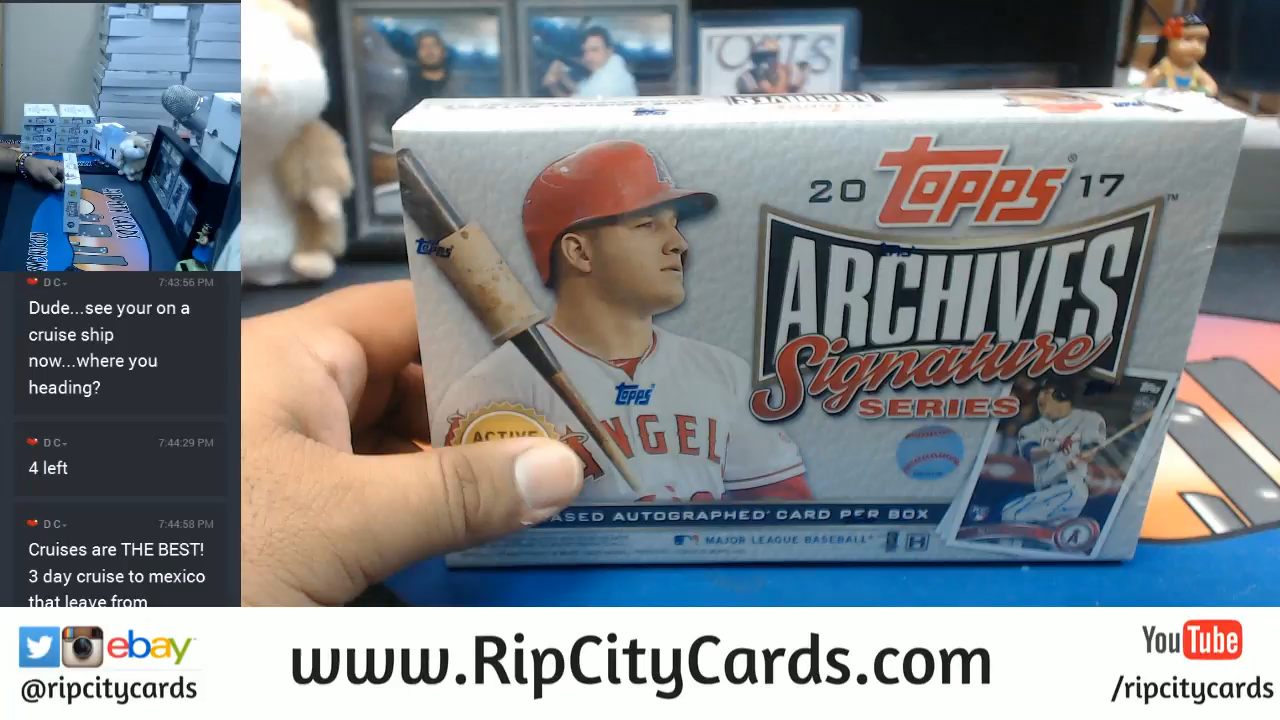 D C
7:43:56 PM
Dude...see your on a
cruise ship
now...where you
heading?
D C
7:44:29 PM
4 left
D C
7:44:58 PM
Cruises are THE BEST!
3 day cruise to mexico
that leave from
20 Topps 17
ARCHIVES
Signature
SERIES
topps
topps
ANGEL
ACTIVE
BASED AUTOGRAPHED CARD PER BOX
MAJOR LEAGUE BASEBALL
ebay
@ripcitycards
www.RipCityCards.com
YouTube
/ripcitycards